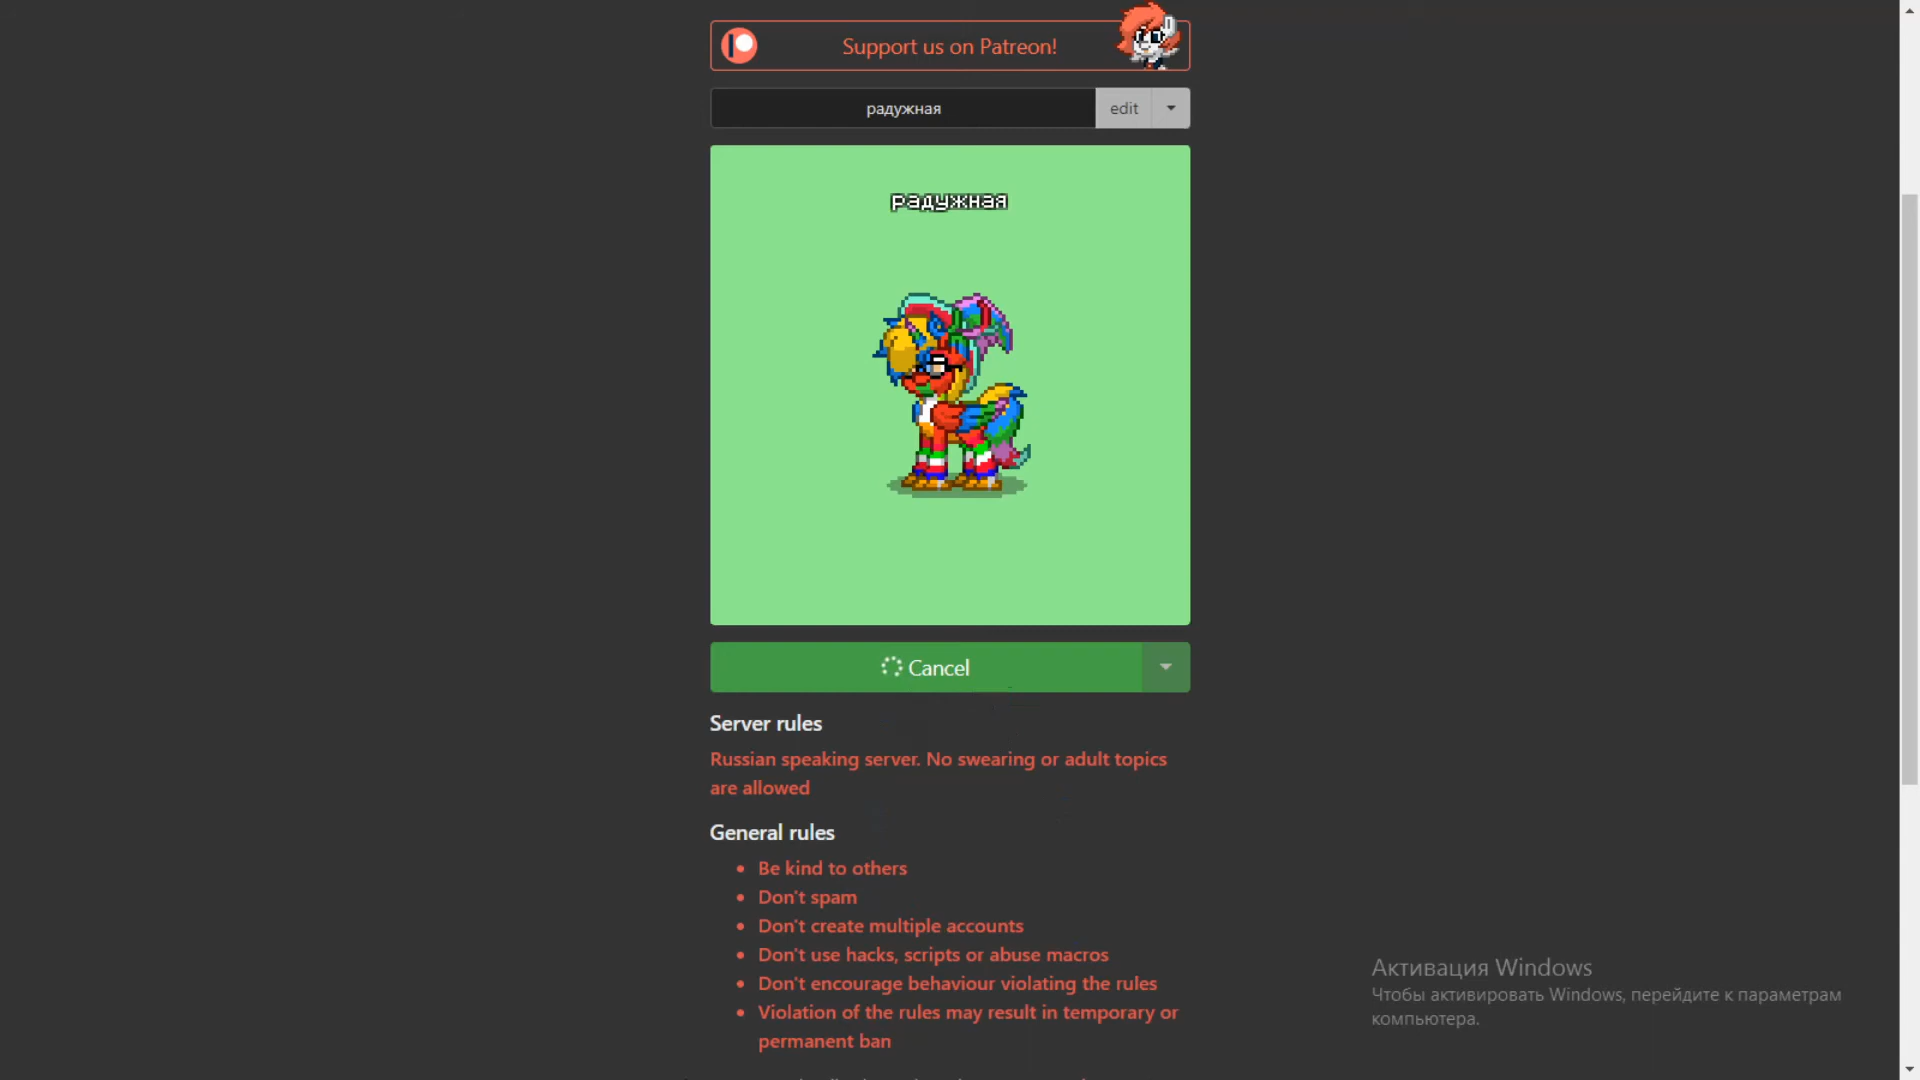 Support us on Patreon!
радужная
edit
радужная
Cancel
Server rules
Russian speaking server. No swearing or adult topics
are allowed
General rules
Be kind to others
Don't spam
Don't create multiple accounts
Don't use hacks, scripts or abuse macros
Don't encourage behaviour violating the rules
Violation of the rules may result in temporary or
permanent ban
Активация Windows
Чтобы активировать Windows, перейдите к параметрам
компьютера.